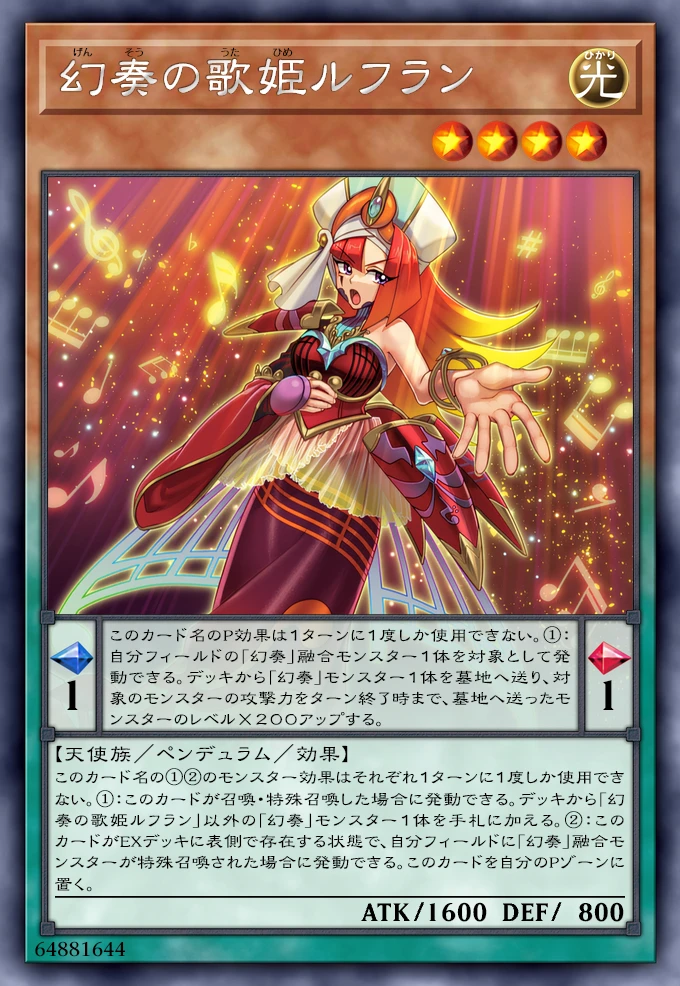 げん そう うた ひめ
幻奏の歌姫ルフラン
ひかり
光
このカード名のP効果は1ターンに1度しか使用できない。①:
自分フィールドの「幻奏」融合モンスター1体を対象として発
動できる。デッキから「幻奏」モンスター1体を墓地へ送り、対
象のモンスターの攻撃力をターン終了時まで、墓地へ送ったモ
ンスターのレベル×200アップする。
1
1
【天使族/ペンデュラム/効果】
このカード名の①②のモンスター効果はそれぞれ1ターンに1度しか使用でき
ない。①:このカードが召喚・特殊召喚した場合に発動できる。デッキから「幻
奏の歌姫ルフラン」以外の「幻奏」モンスター1体を手札に加える。②:この
カードがEXデッキに表側で存在する状態で、自分フィールドに「幻奏」融合モ
ンスターが特殊召喚された場合に発動できる。このカードを自分のPゾーンに
置く。
ATK/1600 DEF/ 800
64881644